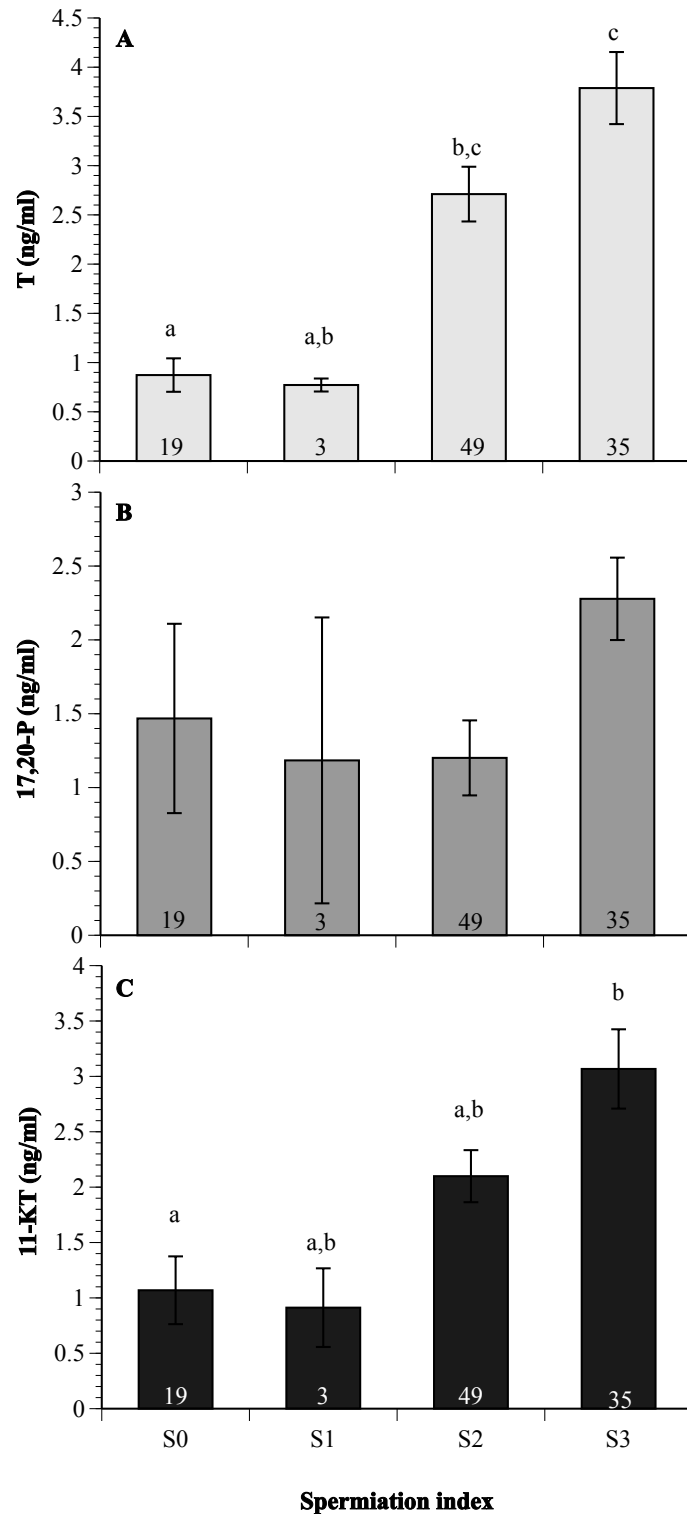 A
T (ng/ml)
4.5
4
3.5
3
2.5
2
1.5
1
0.5
0
a
a,b
b,c
c
19
3
49
35
B
17,20-P (ng/ml)
3
2.5
2
1.5
1
0.5
0
19
3
49
35
C
11-KT (ng/ml)
4
3.5
3
2.5
2
1.5
1
0.5
0
a
a,b
a,b
b
19
3
49
35
S0
S1
S2
S3
Spermiation index